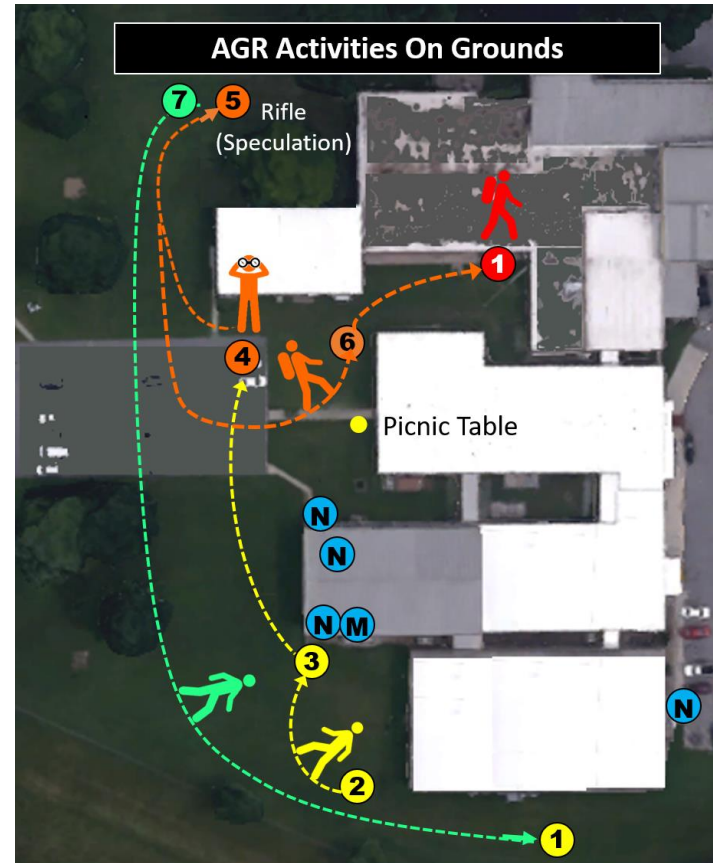 AGR Activities On Grounds
7
5
Rifle
(Speculation)
1
6
4
Picnic Table
N
N
N
M
3
N
2
1